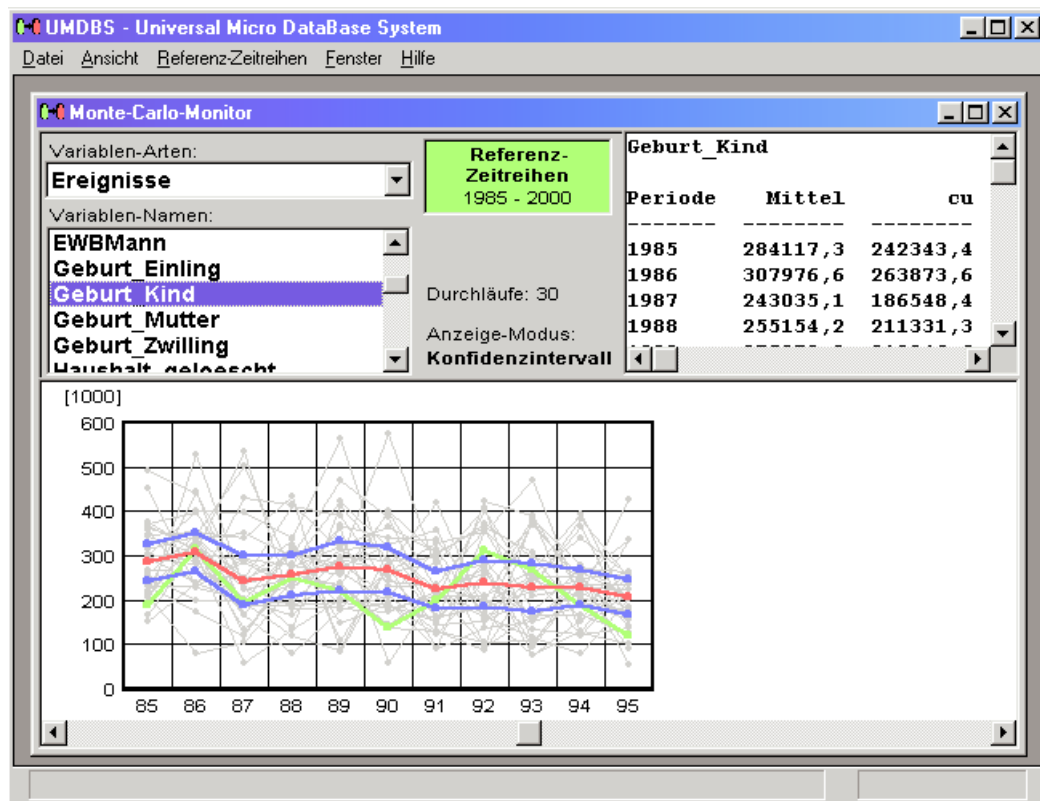 UMDBS - Universal Micro DataBase System
Datei Ansicht Referenz-Zeitreihen Fenster Hilfe
Monte-Carlo-Monitor
Variablen-Arten:
Ereignisse
Variablen-Namen:
EWBMann
Geburt_Einling
Geburt_Kind
Geburt_Mutter
Geburt_Zwilling
Haushalt_geloescht
Referenz-
Zeitreihen
1985 - 2000
Durchläufe: 30
Anzeige-Modus:
Konfidenzintervall
Geburt_Kind
Periode Mittel cu
------- --------- ---------
1985 284117,3 242343,4
1986 307976,6 263873,6
1987 243035,1 186548,4
1988 255154,2 211331,3
[1000]
600
500
400
300
200
100
0
85 86 87 88 89 90 91 92 93 94 95